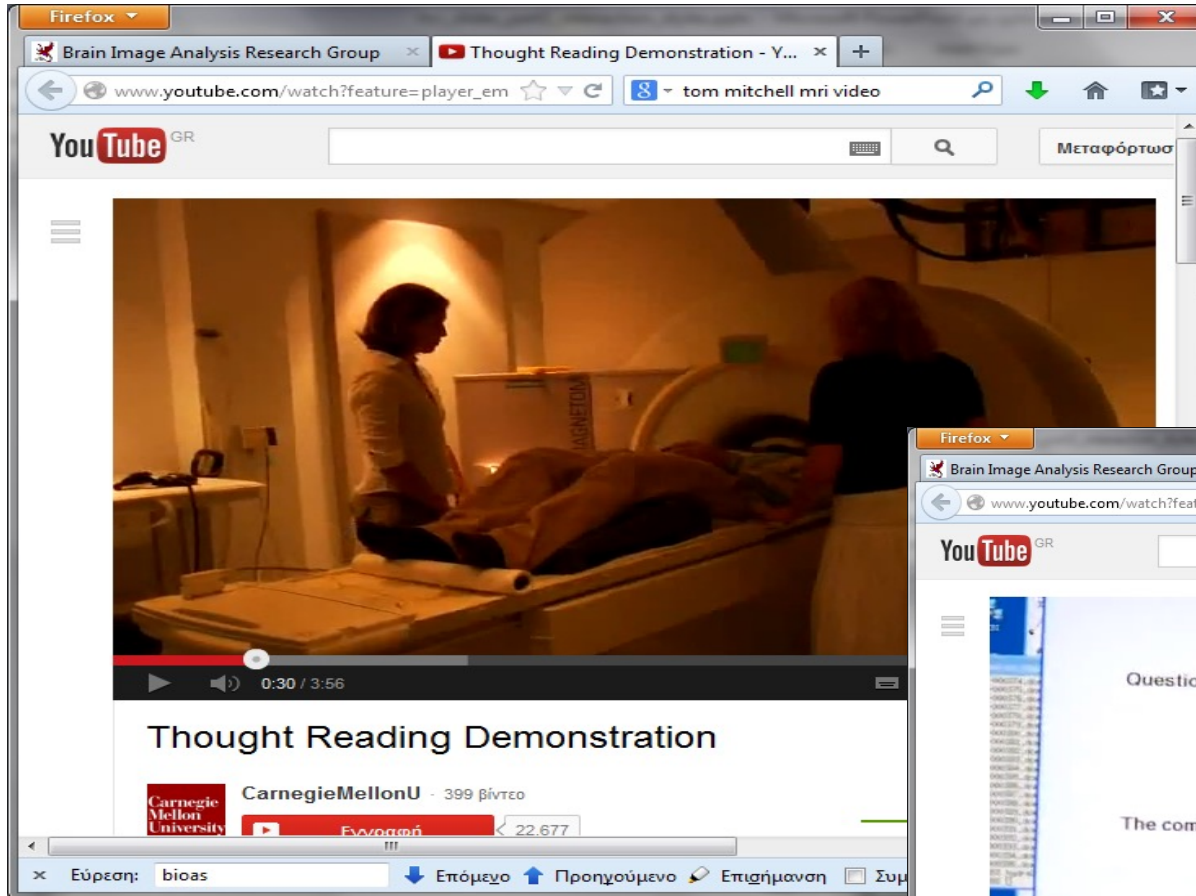 Firefox
Brain Image Analysis Research Group
Thought Reading Demonstration - Y...
www.youtube.com/watch?feature=player_em
8
tom mitchell mri video
YouTube GR
Μεταφόρτωσ
MAGNETOM
0:30 / 3:56
Thought Reading Demonstration
Carnegie
Mellon
University
CarnegieMellonU · 399 βίντεο
Εγγραφή
22.677
Εύρεση: bioas
Επόμενο
Προηγούμενο
Επισήμανση
Συμ
Firefox
Brain Image Analysis Research Group
www.youtube.com/watch?feat
YouTube GR
Questio
The com